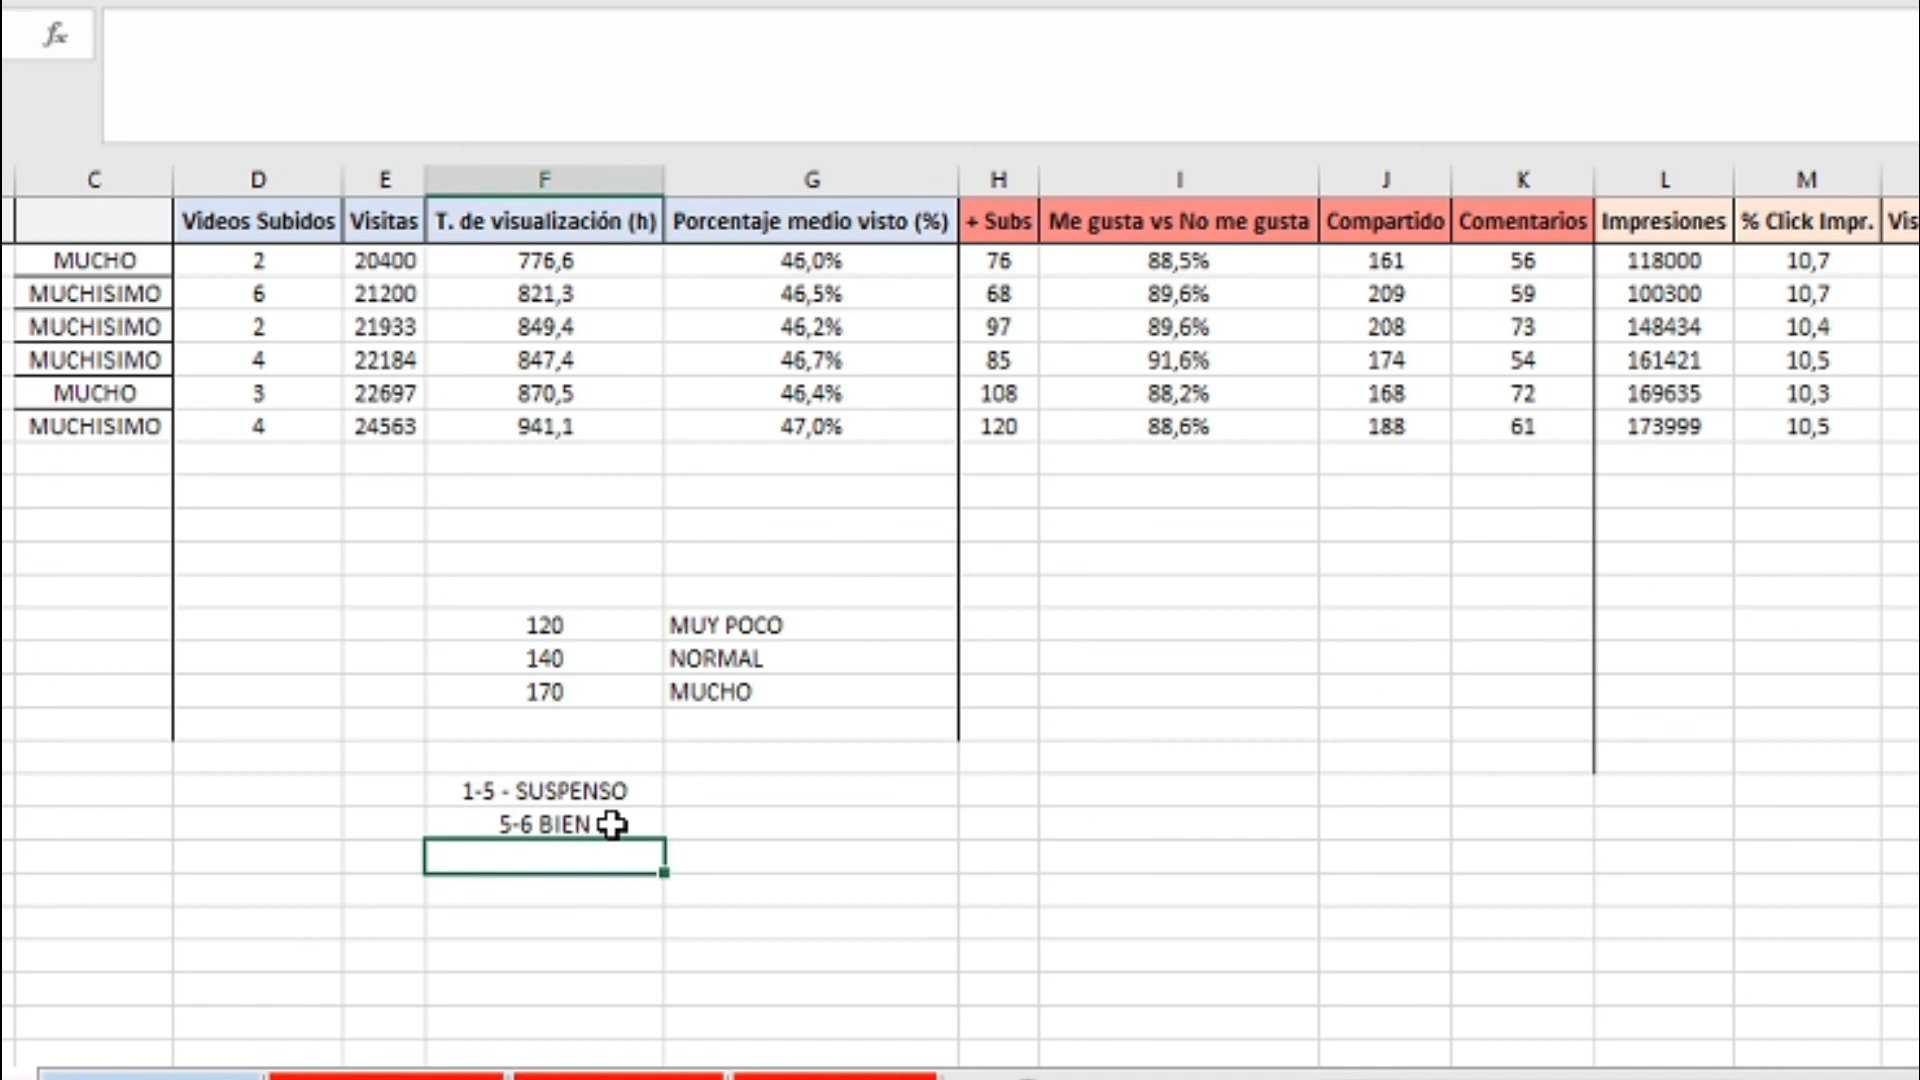 fx
C D E F G H I J K L M
Videos Subidos Visitas T. de visualización (h) Porcentaje medio visto (%) + Subs Me gusta vs No me gusta Compartido Comentarios Impresiones % Click Impr. Vis
MUCHO 2 20400 776,6 46,0% 76 88,5% 161 56 118000 10,7
MUCHISIMO 6 21200 821,3 46,5% 68 89,6% 209 59 100300 10,7
MUCHISIMO 2 21933 849,4 46,2% 97 89,6% 208 73 148434 10,4
MUCHISIMO 4 22184 847,4 46,7% 85 91,6% 174 54 161421 10,5
MUCHO 3 22697 870,5 46,4% 108 88,2% 168 72 169635 10,3
MUCHISIMO 4 24563 941,1 47,0% 120 88,6% 188 61 173999 10,5
120 MUY POCO
140 NORMAL
170 MUCHO
1-5 - SUSPENSO
5-6 BIEN